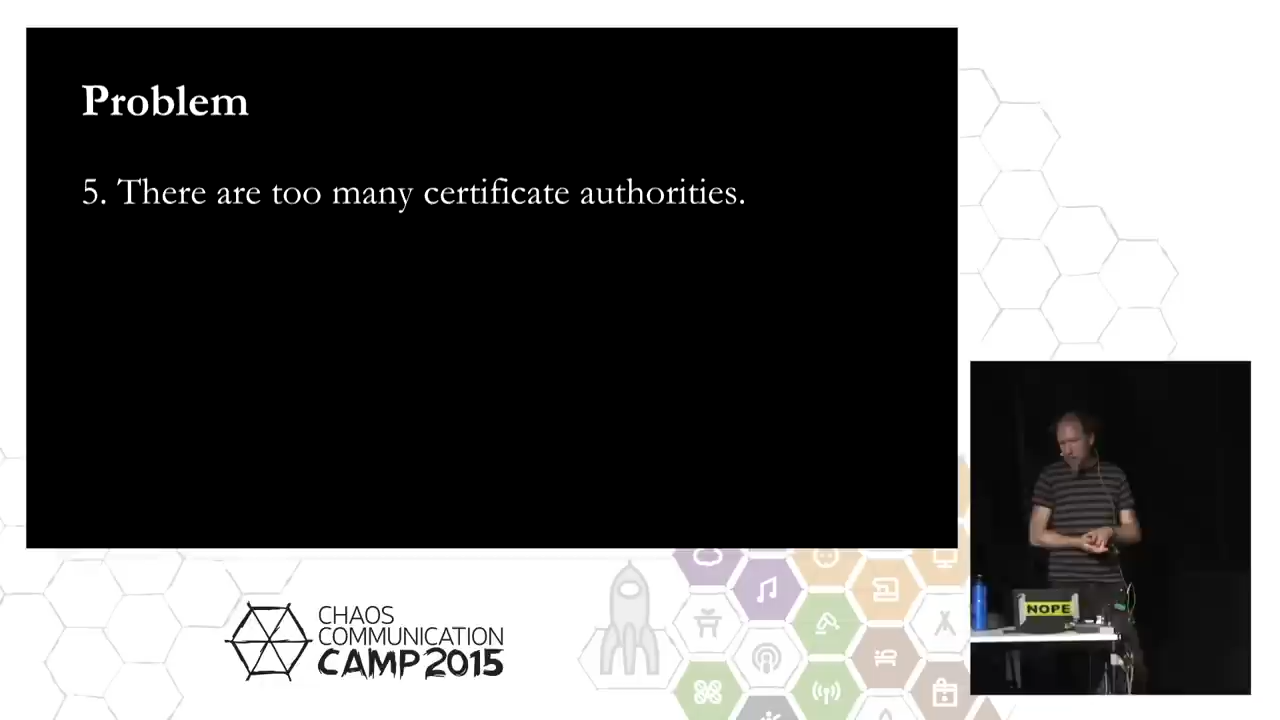 Problem
5. There are too many certificate authorities.
NOPE
CHAOS
COMMUNICATION
CAMP 2015